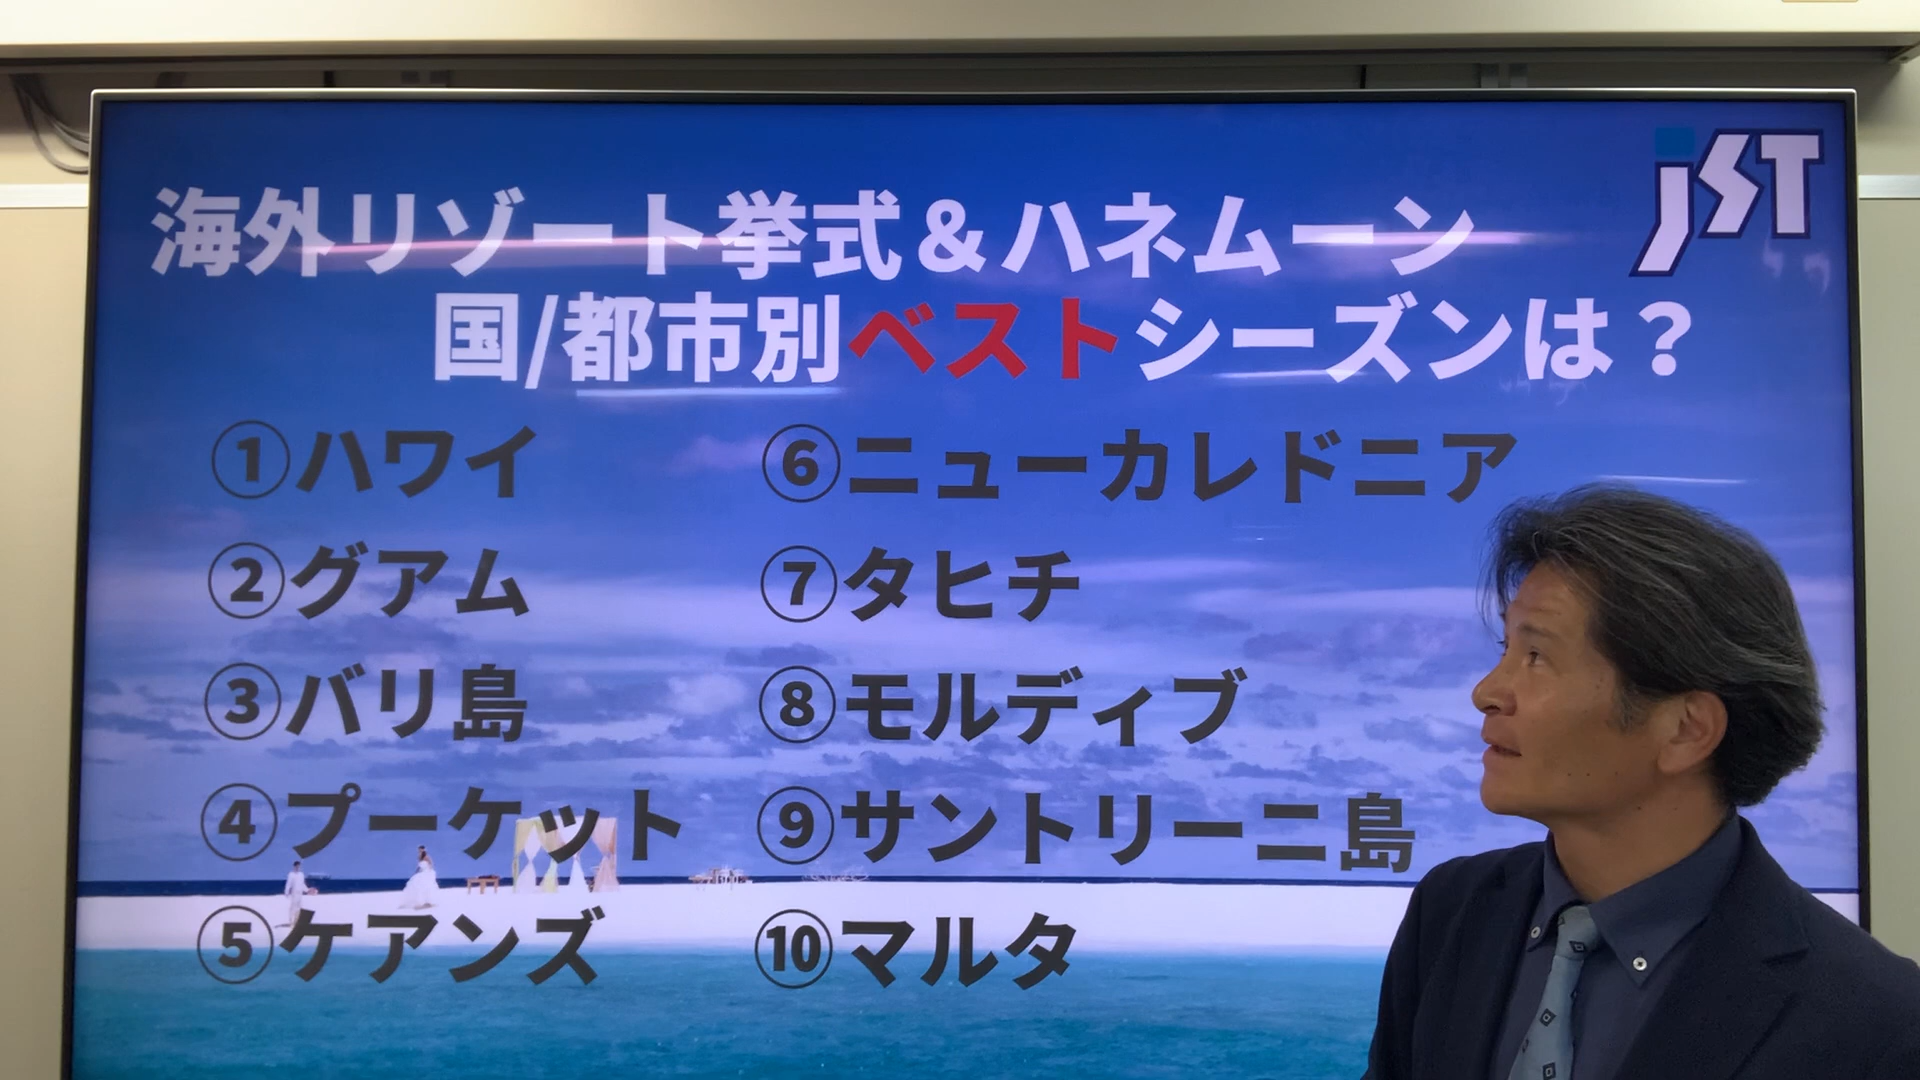 jST
海外リゾート挙式&ハネムーン
国/都市別ベストシーズンは？
①ハワイ
②グアム
③バリ島
④プーケット
⑤ケアンズ
⑥ニューカレドニア
⑦タヒチ
⑧モルディブ
⑨サントリーニ島
⑩マルタ